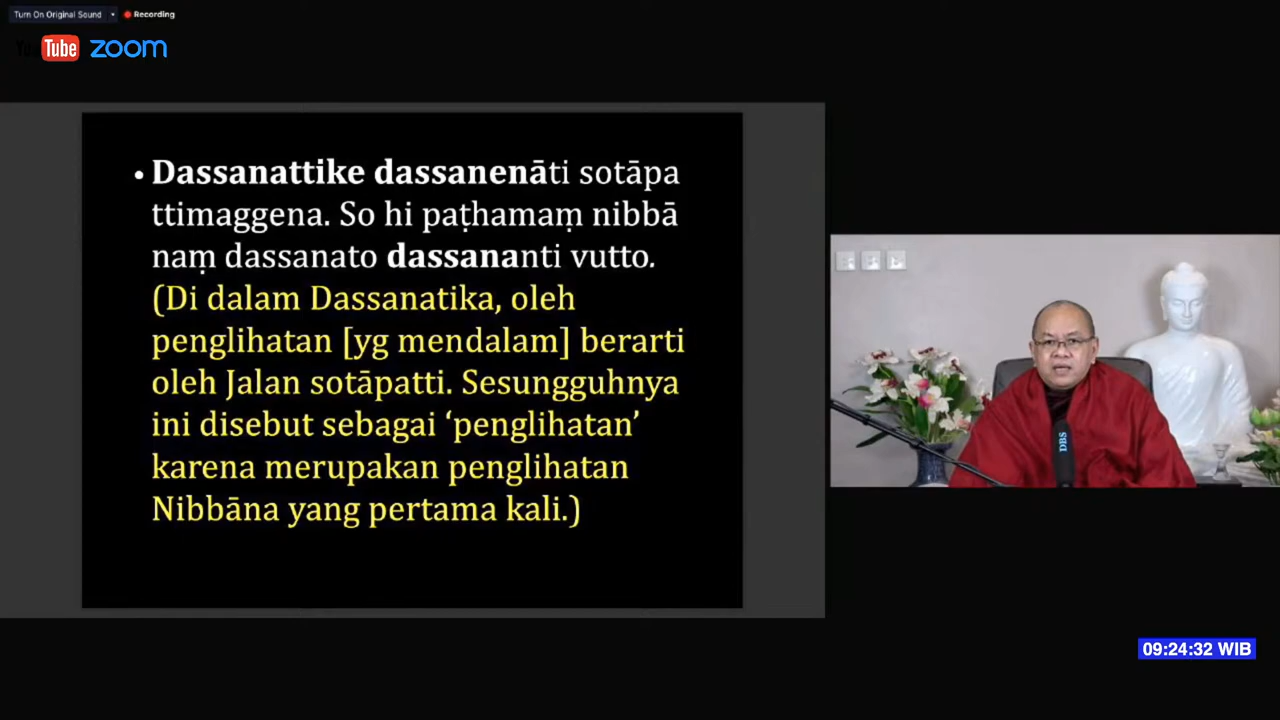 Turn On Original Sound
Recording
YouTube zoom
• Dassanattike dassanenāti sotāpa
ttimaggena. So hi paṭhamaṃ nibbā
naṃ dassanato dassananti vutto.
(Di dalam Dassanatika, oleh
penglihatan [yg mendalam] berarti
oleh Jalan sotāpatti. Sesungguhnya
ini disebut sebagai ‘penglihatan’
karena merupakan penglihatan
Nibbāna yang pertama kali.)
DBS
09:24:32 WIB